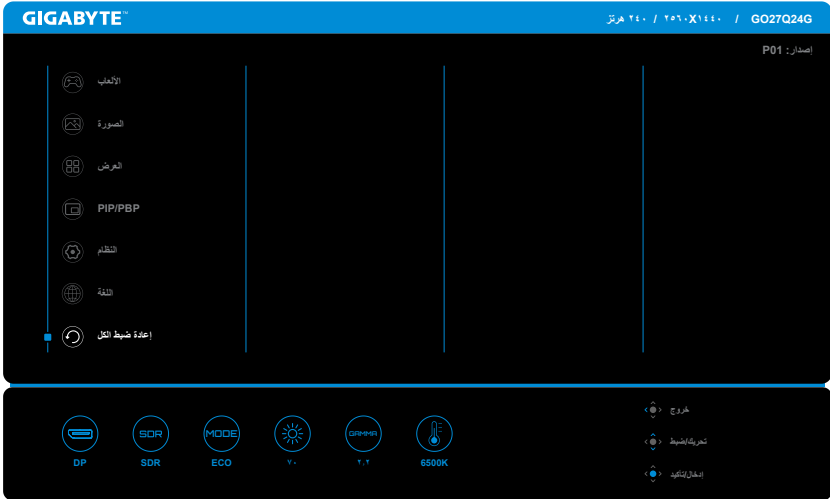 GIGABYTE™
٢٤٠ هرتز / ٢٥٦٠X١٤٤٠ / GO27Q24G
إصدار: P01
الألعاب
الصورة
العرض
PIP/PBP
النظام
اللغة
إعادة ضبط الكل
خروج
SDR
MODE
GAMMA
تحريك/ضبط
DP
SDR
ECO
٧٠
٢,٢
6500K
إدخال/تأكيد